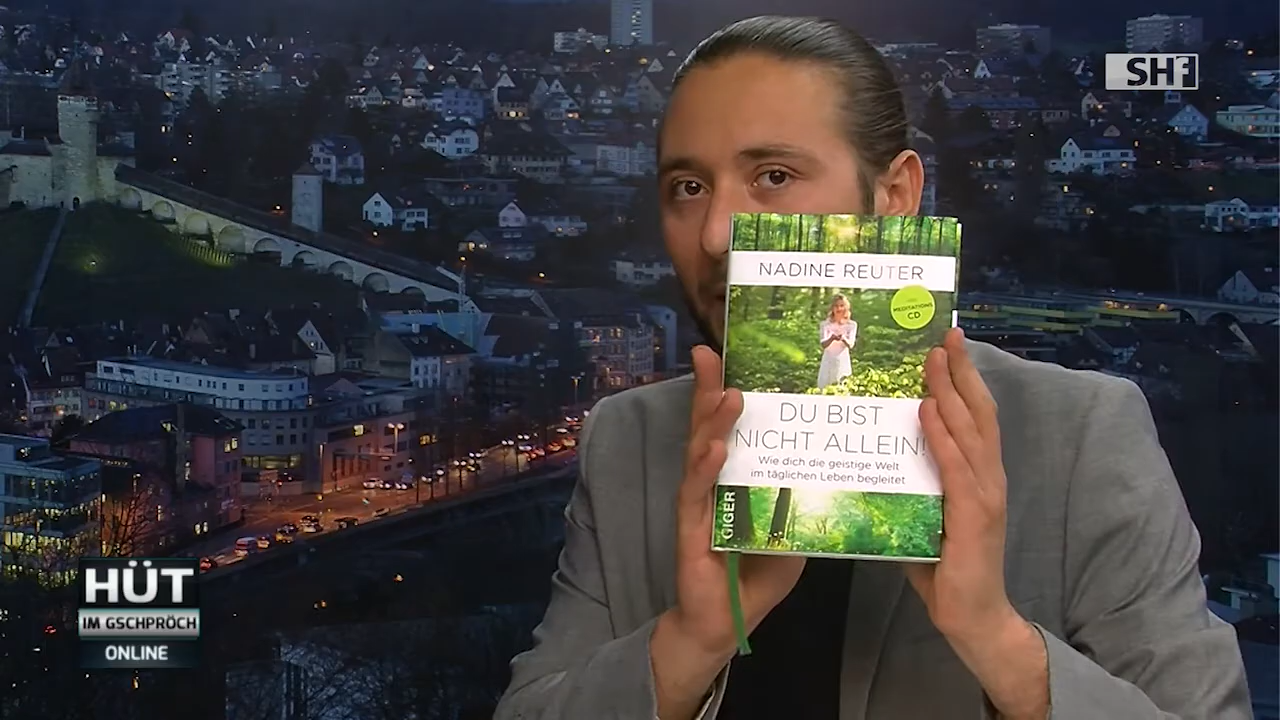 SHf
NADINE REUTER
MEDITATIONS
CD
DU BIST
NICHT ALLEIN!
Wie dich die geistige Welt
im täglichen Leben begleitet
GIGER
HÜT
IM GSCHPRÖCH
ONLINE